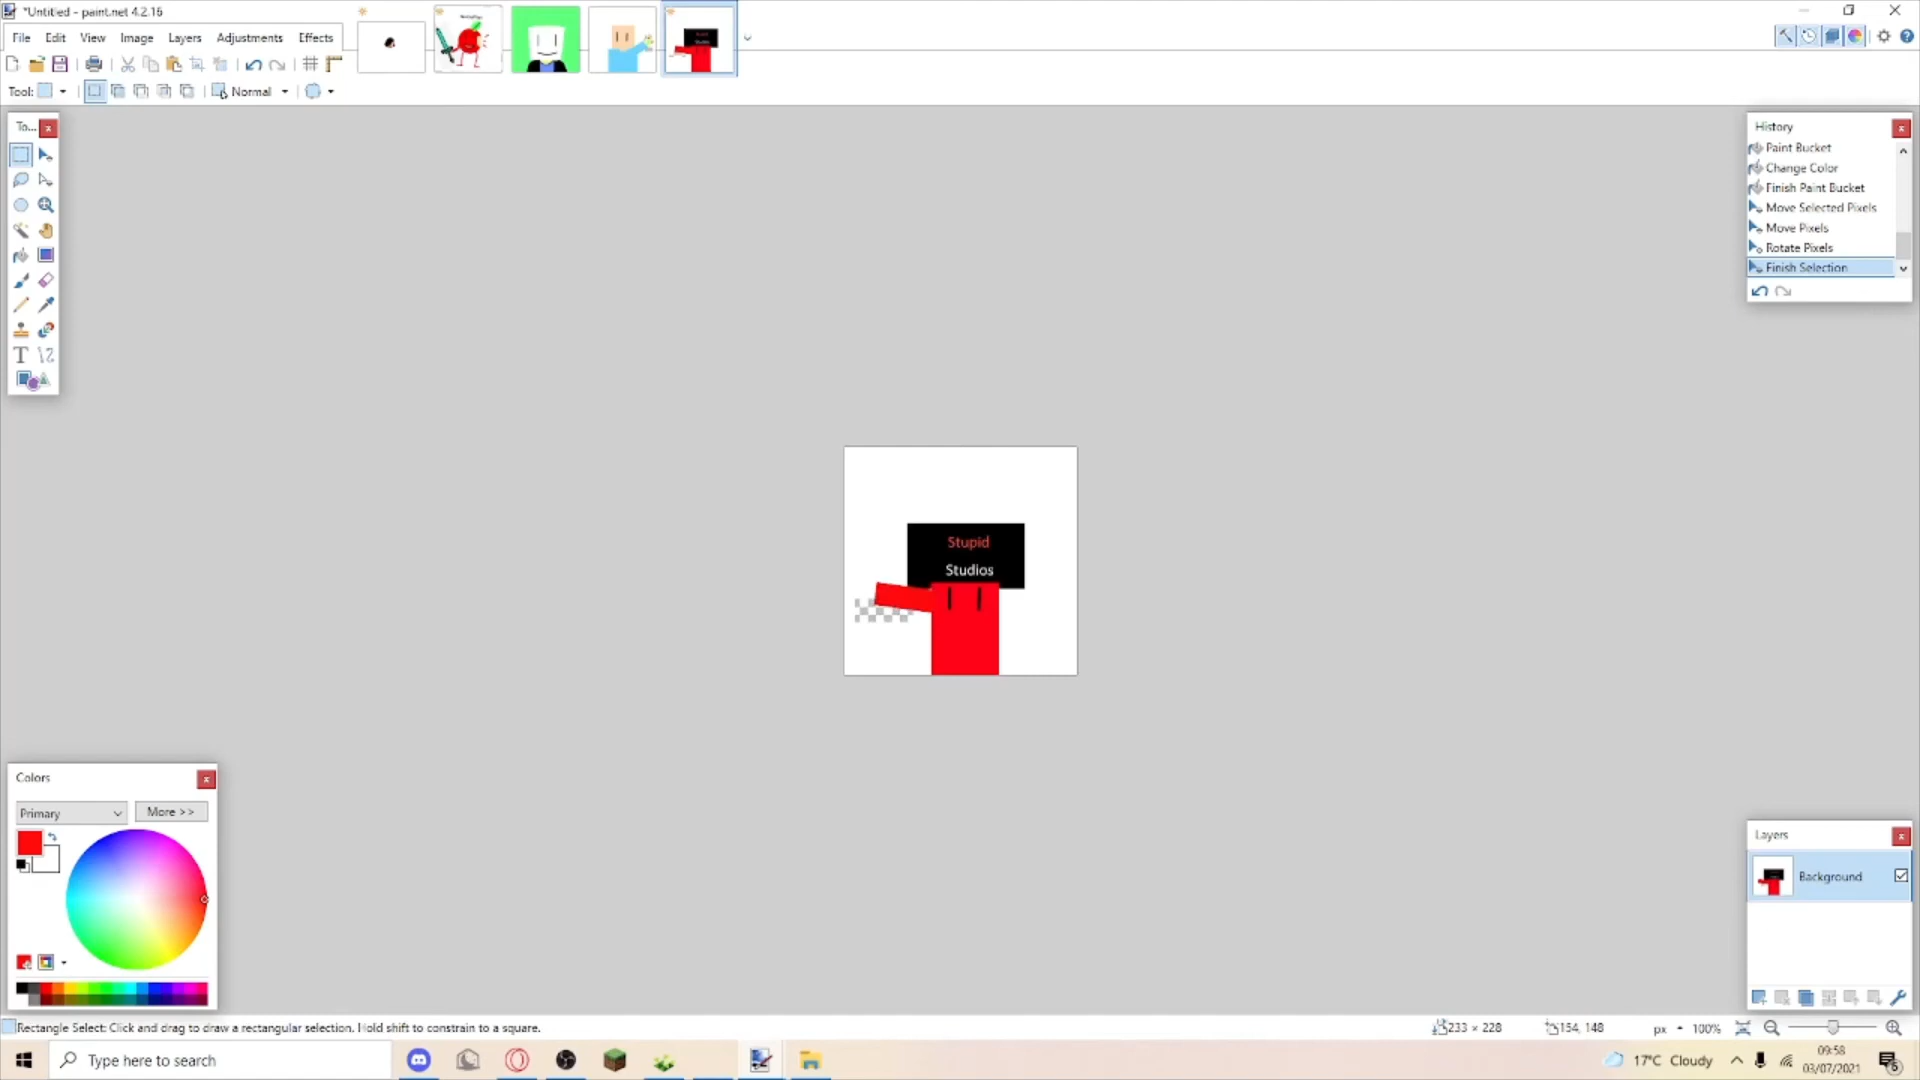 *Untitled - paint.net 4.2.16
File Edit View Image Layers Adjustments Effects
Tool: Normal
To...
History
Paint Bucket
Change Color
Finish Paint Bucket
Move Selected Pixels
Move Pixels
Rotate Pixels
Finish Selection
Stupid
Studios
Colors
Primary More >>
Layers
Background
Rectangle Select: Click and drag to draw a rectangular selection. Hold shift to constrain to a square.
233 × 228 154, 148 px 100%
Type here to search
17°C Cloudy
09:58
03/07/2021